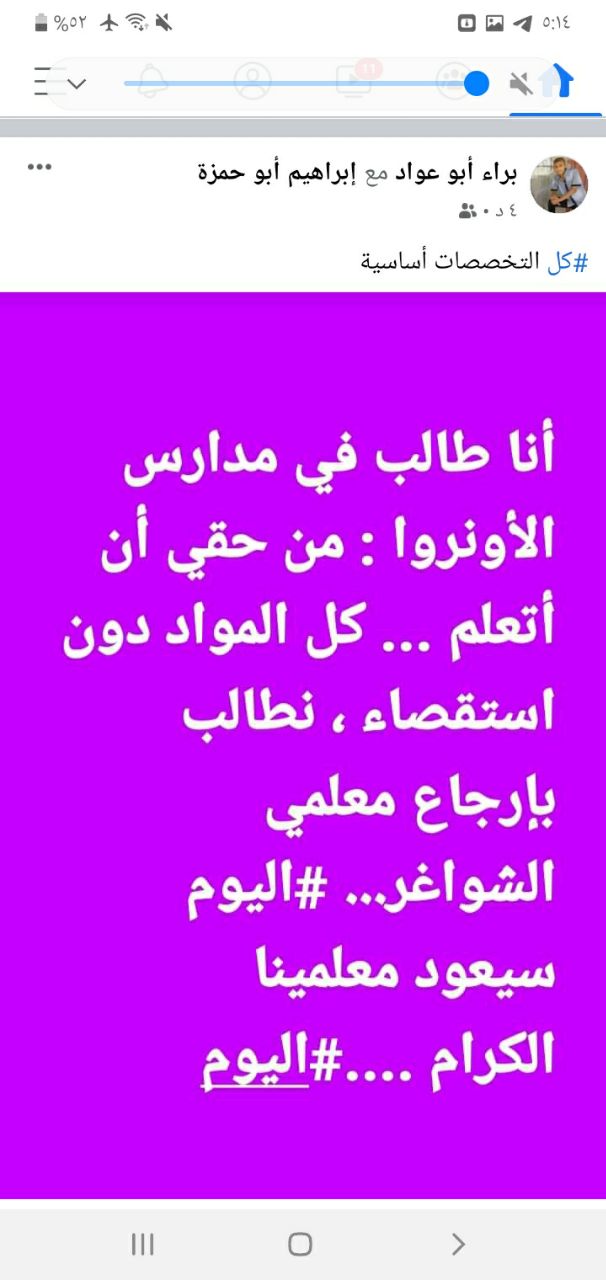 ٥:١٤
%٥٢
11
براء أبو عواد مع إبراهيم أبو حمزة
٤ د •
#كل التخصصات أساسية
أنا طالب في مدارس
الأونروا : من حقي أن
أتعلم ... كل المواد دون
استقصاء ، نطالب
بإرجاع معلمي
الشواغر... #اليوم
سيعود معلمينا
الكرام ....#اليوم